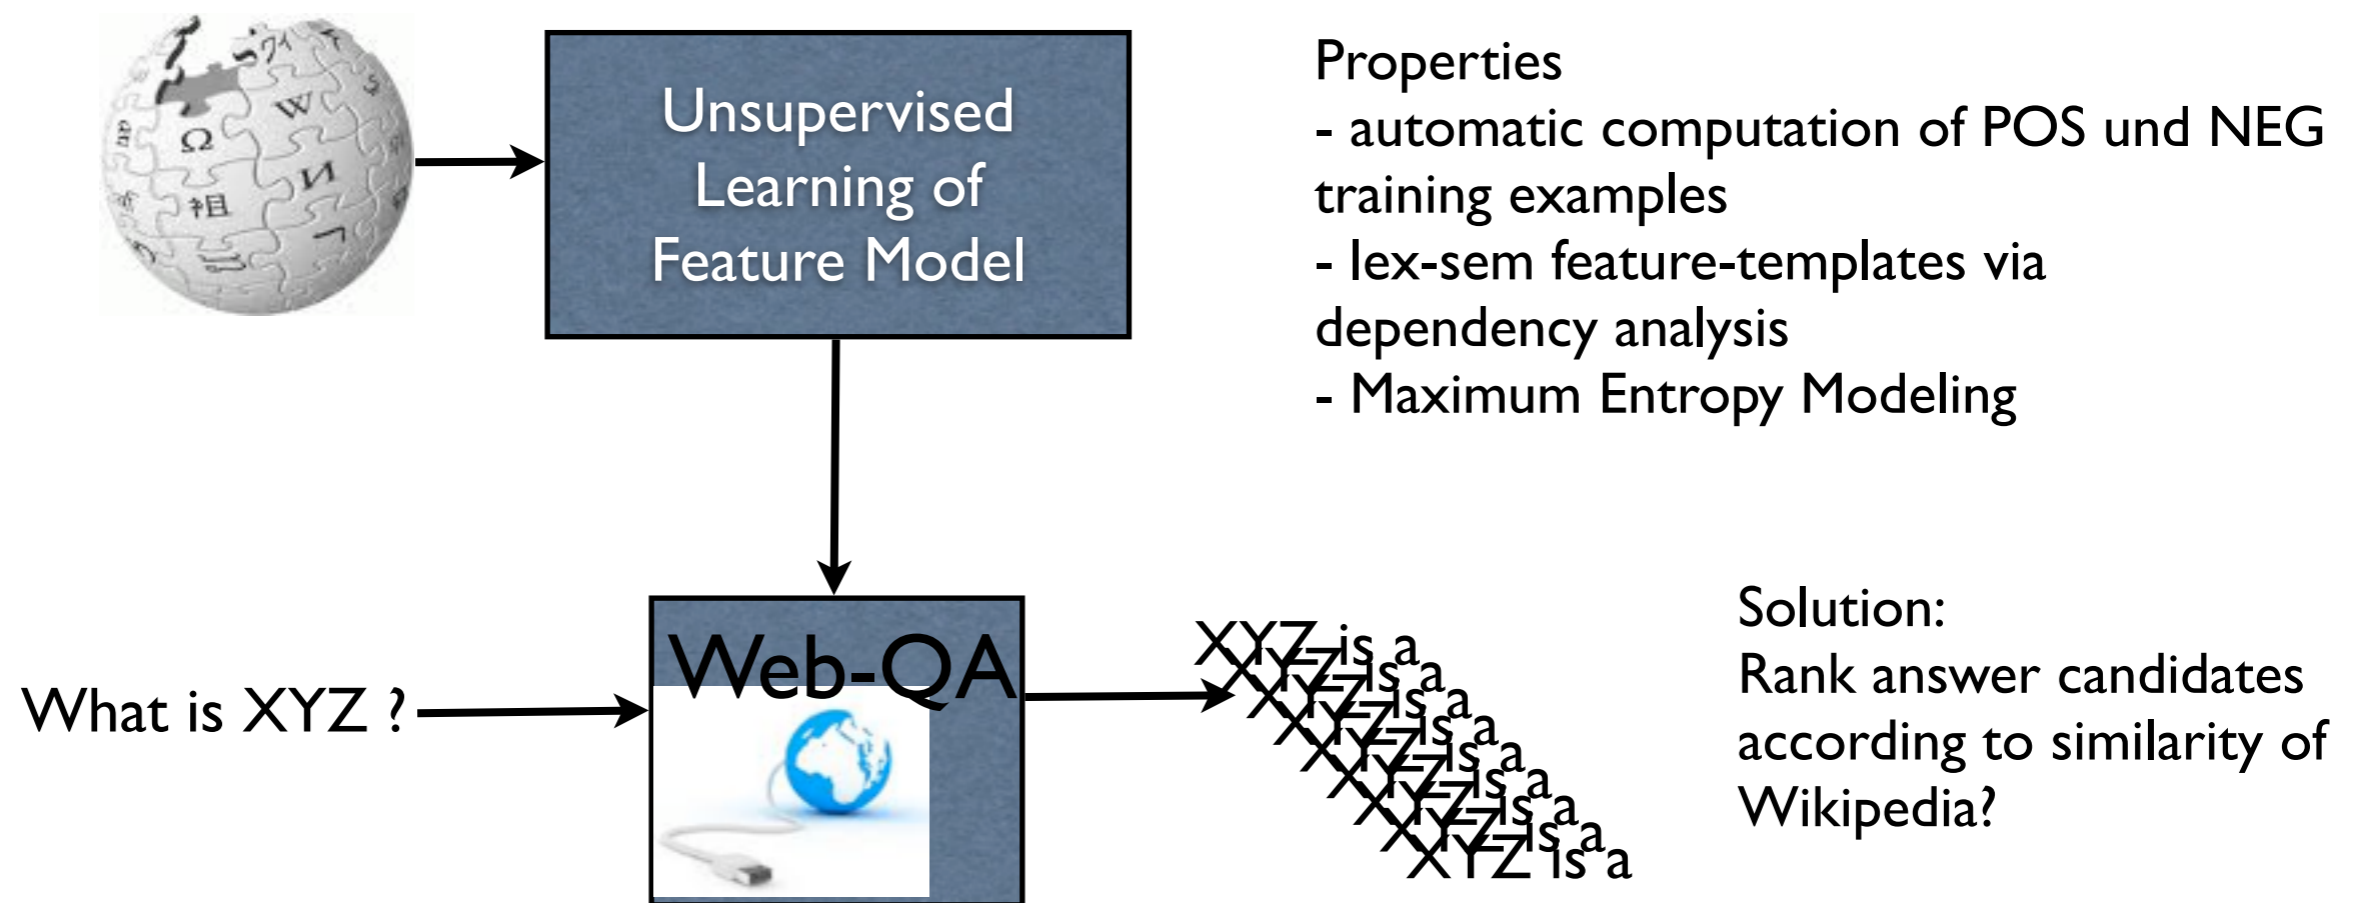 Unsupervised
Learning of
Feature Model
Properties
- automatic computation of POS und NEG
training examples
- lex-sem feature-templates via
dependency analysis
- Maximum Entropy Modeling
What is XYZ ?
Web-QA
XYZ is a
XYZ is a
XYZ is a
XYZ is a
XYZ is a
XYZ is a
XYZ is a
XYZ is a
XYZ is a
Solution:
Rank answer candidates
according to similarity of
Wikipedia?
Ω
W
И
祖